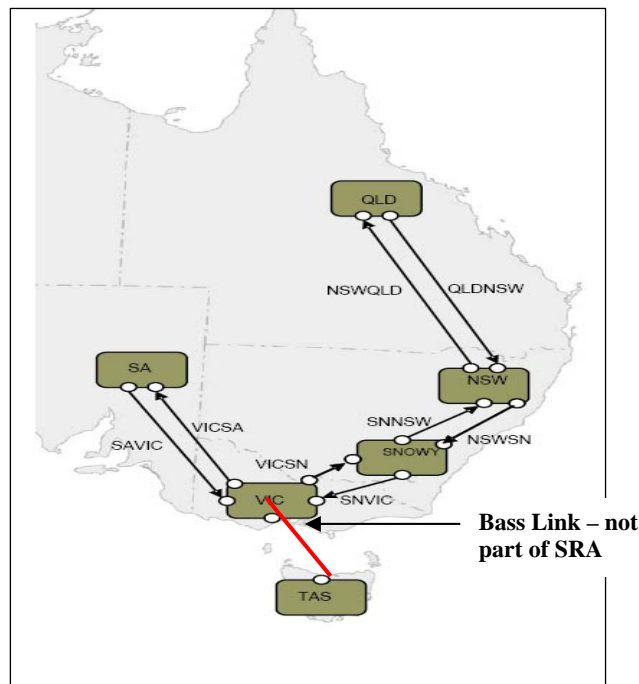 QLD
NSWQLD
QLDNSW
SA
NSW
SNNSW
SAVIC
VICSA
NSWSN
VICSN
SNOWY
VIC
SNVIC
Bass Link – not
part of SRA
TAS